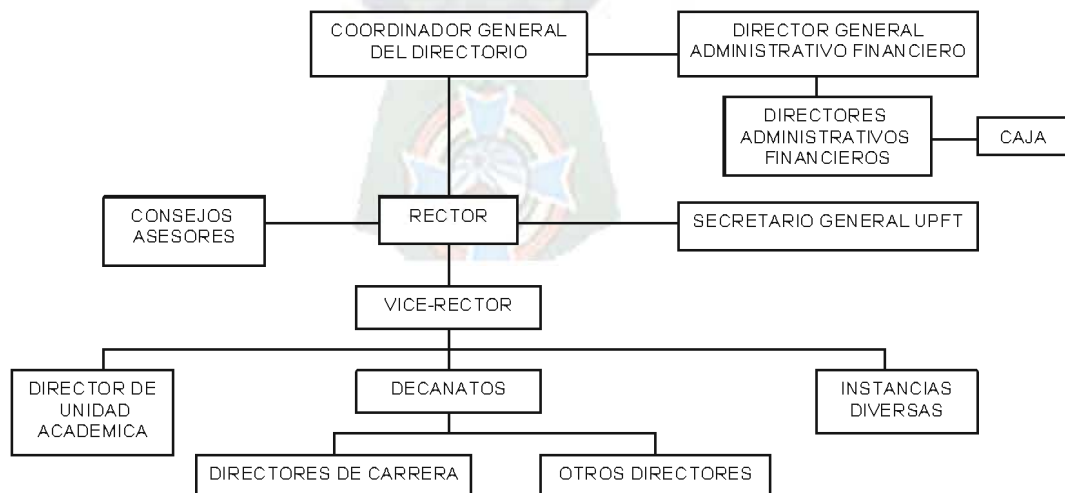 COORDINADOR GENERAL
DEL DIRECTORIO
DIRECTOR GENERAL
ADMINISTRATIVO FINANCIERO
DIRECTORES
ADMINISTRATIVOS
FINANCIEROS
CAJA
CONSEJOS
ASESORES
RECTOR
SECRETARIO GENERAL UPFT
VICE-RECTOR
DIRECTOR DE
UNIDAD
ACADEMICA
DECANATOS
INSTANCIAS
DIVERSAS
DIRECTORES DE CARRERA
OTROS DIRECTORES